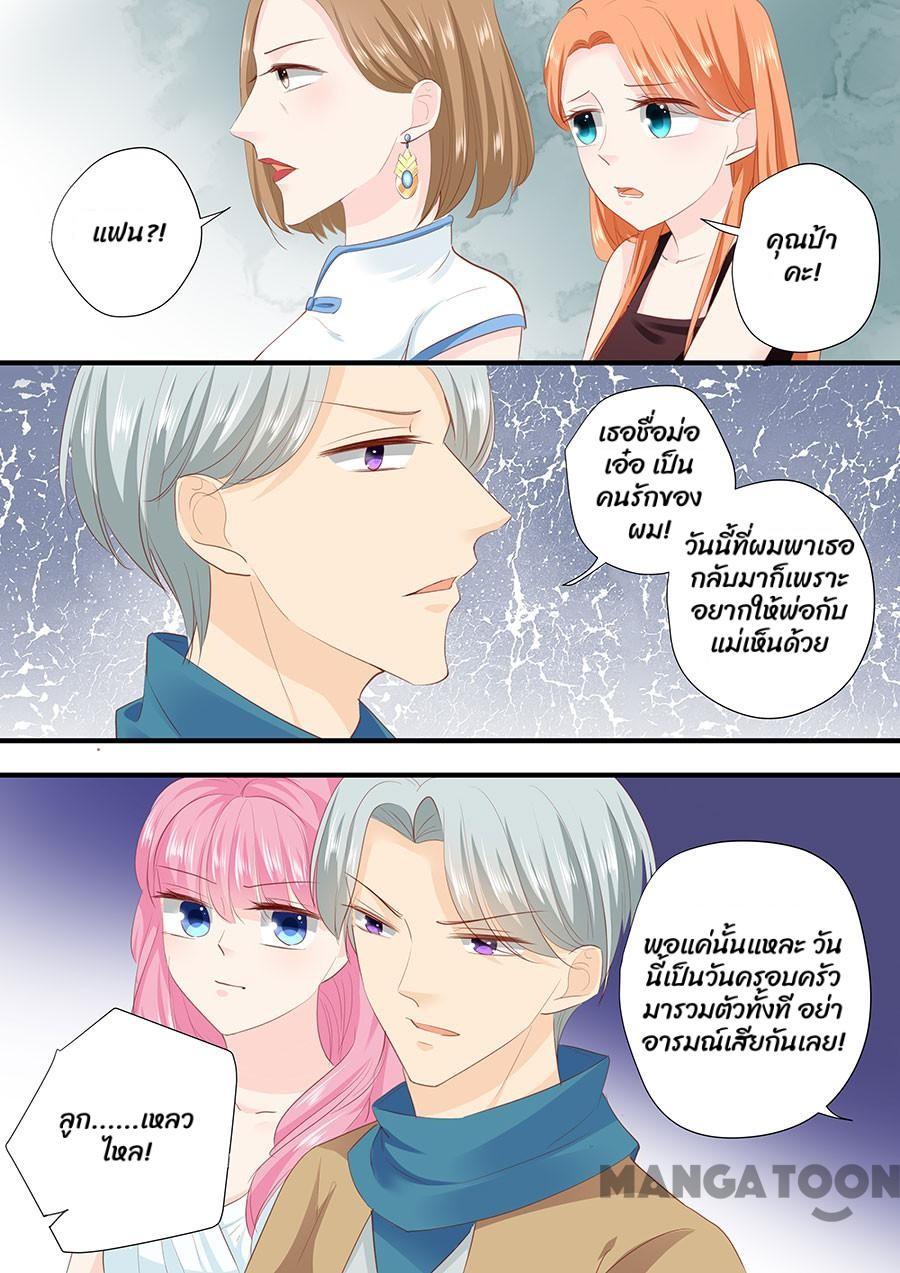 แฟน?!
คุณป้า
คะ!
เธอชื่อม่อ
เอ๋อ เป็น
คนรักของ
ผม!
วันนี้ที่ผมพาเธอ
กลับมาก็เพราะ
อยากให้พ่อกับ
แม่เห็นด้วย
พอแค่นั้นแหละ วัน
นี้เป็นวันครอบครัว
มารวมตัวทั้งที อย่า
อารมณ์เสียกันเลย!
ลูก......เหลว
ไหล!
MANGATOON